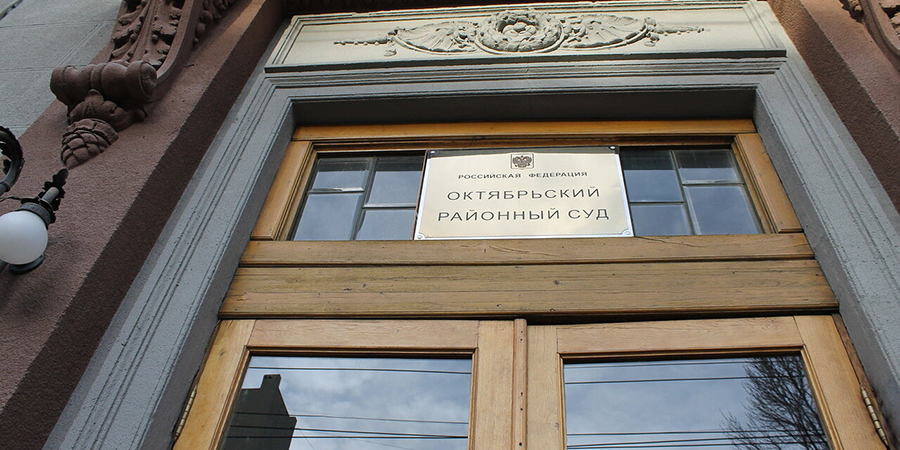 РОССИЙСКАЯ ФЕДЕРАЦИЯ
ОКТЯБРЬСКИЙ
РАЙОННЫЙ СУД